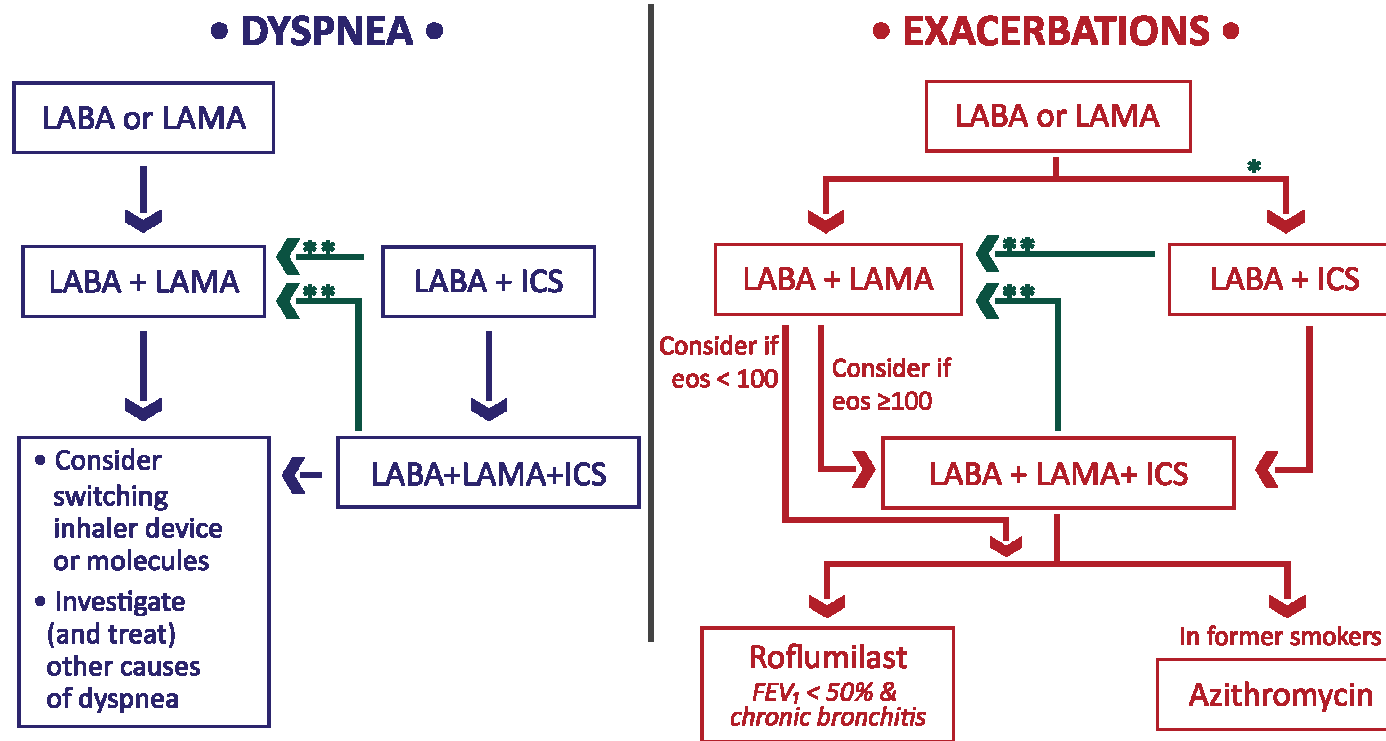 • DYSPNEA •
LABA or LAMA
LABA + LAMA
**
**
LABA + ICS
LABA+LAMA+ICS
• Consider
switching
inhaler device
or molecules
• Investigate
(and treat)
other causes
of dyspnea
• EXACERBATIONS •
LABA or LAMA
*
LABA + LAMA
**
**
LABA + ICS
Consider if
eos < 100
Consider if
eos ≥100
LABA + LAMA+ ICS
Roflumilast
FEV₁ < 50% &
chronic bronchitis
In former smokers
Azithromycin